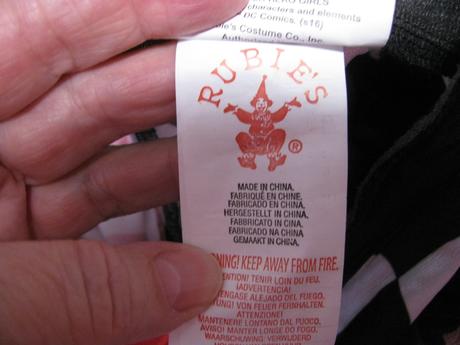 characters and elements
DC Comics. (s16)
Rubie's Costume Co., Inc.
RUBIE'S
®
MADE IN CHINA.
FABRIQUÉ EN CHINE.
FABRICADO EN CHINA.
HERGESTELLT IN CHINA.
FABBRICATO IN CINA.
FABRICADO NA CHINA
GEMAAKT IN CHINA.
WARNING! KEEP AWAY FROM FIRE.
TENIR LOIN DU FEU.
¡ADVERTENCIA!
ALEJADO DEL FUEGO.
VON FEUER FERNHALTEN.
ATTENZIONE!
MANTENERE LONTANO DAL FUOCO.
AVISO! MANTER LONGE DO FOGO.
WAARSCHUWING! VERWIJDERD